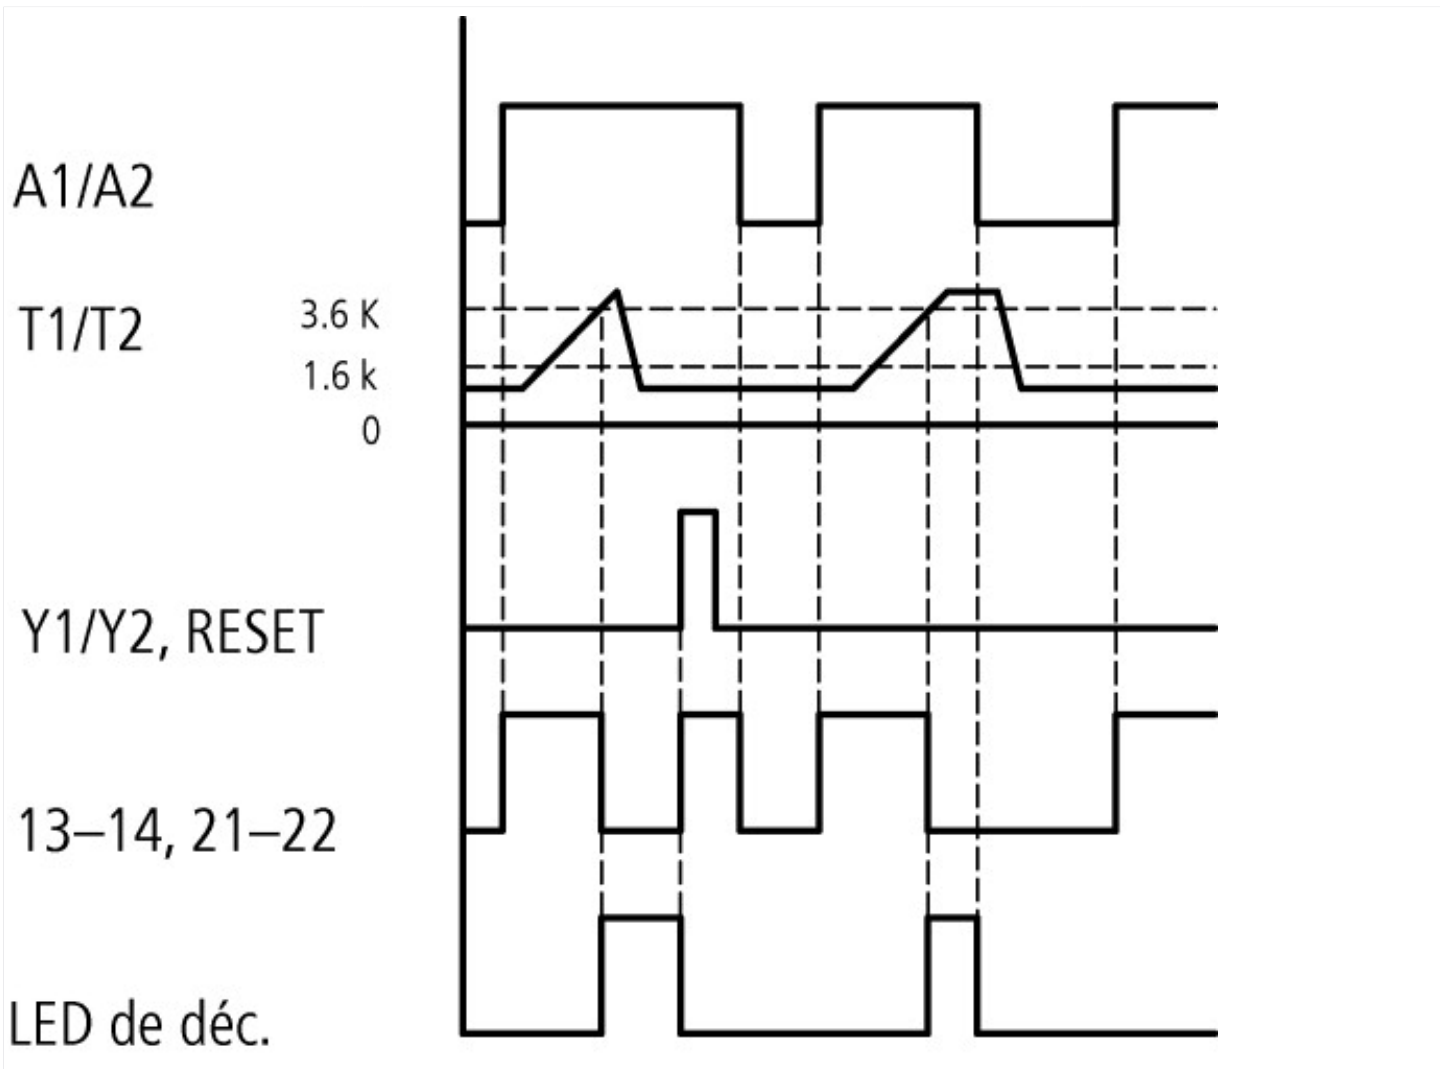 A1/A2
T1/T2
3.6 K
1.6 k
0
Y1/Y2, RESET
13–14, 21–22
LED de déc.